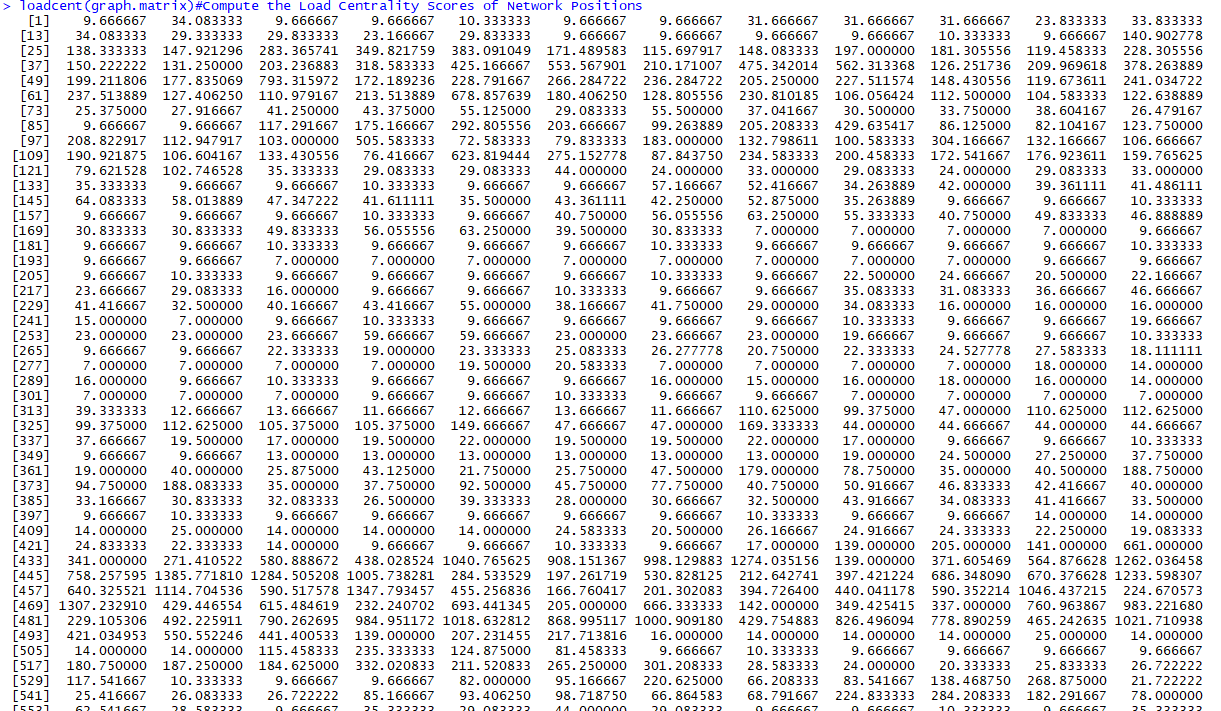 > loadcent(graph.matrix)#Compute the Load Centrality Scores of Network Positions
[1] 9.666667 34.083333 9.666667 9.666667 10.333333 9.666667 9.666667 31.666667 31.666667 31.666667 23.833333 33.833333
[13] 34.083333 29.333333 29.833333 23.166667 29.833333 9.666667 9.666667 9.666667 9.666667 10.333333 9.666667 140.902778
[25] 138.333333 147.921296 283.365741 349.821759 383.091049 171.489583 115.697917 148.083333 197.000000 181.305556 119.458333 228.305556
[37] 150.222222 131.250000 203.236883 318.583333 425.166667 553.567901 210.171007 475.342014 562.313368 126.251736 209.969618 378.263889
[49] 199.211806 177.835069 793.315972 172.189236 228.791667 266.284722 236.284722 205.250000 227.511574 148.430556 119.673611 241.034722
[61] 237.513889 127.406250 110.979167 213.513889 678.857639 180.406250 128.805556 230.810185 106.056424 112.500000 104.583333 122.638889
[73] 25.375000 27.916667 41.250000 43.375000 55.125000 29.083333 55.500000 37.041667 30.500000 33.750000 38.604167 26.479167
[85] 9.666667 9.666667 117.291667 175.166667 292.805556 203.666667 99.263889 205.208333 429.635417 86.125000 82.104167 123.750000
[97] 208.822917 112.947917 103.000000 505.583333 72.583333 79.833333 183.000000 132.798611 100.583333 304.166667 132.166667 106.666667
[109] 190.921875 106.604167 133.430556 76.416667 623.819444 275.152778 87.843750 234.583333 200.458333 172.541667 176.923611 159.765625
[121] 79.621528 102.746528 35.333333 29.083333 29.083333 44.000000 24.000000 33.000000 29.083333 24.000000 29.083333 33.000000
[133] 35.333333 9.666667 9.666667 10.333333 9.666667 9.666667 57.166667 52.416667 34.263889 42.000000 39.361111 41.486111
[145] 64.083333 58.013889 47.347222 41.611111 35.500000 43.361111 42.250000 52.875000 35.263889 9.666667 9.666667 10.333333
[157] 9.666667 9.666667 9.666667 10.333333 9.666667 40.750000 56.055556 63.250000 55.333333 40.750000 49.833333 46.888889
[169] 30.833333 30.833333 49.833333 56.055556 63.250000 39.500000 30.833333 7.000000 7.000000 7.000000 7.000000 9.666667
[181] 9.666667 9.666667 10.333333 9.666667 9.666667 9.666667 10.333333 9.666667 9.666667 9.666667 9.666667 10.333333
[193] 9.666667 9.666667 7.000000 7.000000 7.000000 7.000000 7.000000 7.000000 7.000000 7.000000 9.666667 9.666667
[205] 9.666667 10.333333 9.666667 9.666667 9.666667 9.666667 10.333333 9.666667 22.500000 24.666667 20.500000 22.166667
[217] 23.666667 29.083333 16.000000 9.666667 9.666667 10.333333 9.666667 9.666667 35.083333 31.083333 36.666667 46.666667
[229] 41.416667 32.500000 40.166667 43.416667 55.000000 38.166667 41.750000 29.000000 34.083333 16.000000 16.000000 16.000000
[241] 15.000000 7.000000 9.666667 10.333333 9.666667 9.666667 9.666667 10.333333 9.666667 9.666667 9.666667 19.666667
[253] 23.000000 23.000000 23.666667 59.666667 59.666667 23.000000 23.666667 23.000000 19.666667 9.666667 9.666667 10.333333
[265] 9.666667 9.666667 22.333333 19.000000 23.333333 25.083333 26.277778 20.750000 22.333333 24.527778 27.583333 18.111111
[277] 7.000000 7.000000 7.000000 7.000000 19.500000 20.583333 7.000000 7.000000 7.000000 7.000000 18.000000 14.000000
[289] 16.000000 9.666667 10.333333 9.666667 9.666667 9.666667 16.000000 15.000000 16.000000 18.000000 16.000000 14.000000
[301] 7.000000 7.000000 7.000000 9.666667 9.666667 10.333333 9.666667 9.666667 7.000000 7.000000 7.000000 7.000000
[313] 39.333333 12.666667 13.666667 11.666667 12.666667 13.666667 11.666667 110.625000 99.375000 47.000000 110.625000 112.625000
[325] 99.375000 112.625000 105.375000 105.375000 149.666667 47.666667 47.000000 169.333333 44.000000 44.666667 44.000000 44.666667
[337] 37.666667 19.500000 17.000000 19.500000 22.000000 19.500000 19.500000 22.000000 17.000000 9.666667 9.666667 10.333333
[349] 9.666667 9.666667 13.000000 13.000000 13.000000 13.000000 13.000000 13.000000 19.000000 24.500000 27.250000 37.750000
[361] 19.000000 40.000000 25.875000 43.125000 21.750000 25.750000 47.500000 179.000000 78.750000 35.000000 40.500000 188.750000
[373] 94.750000 188.083333 35.000000 37.750000 92.500000 45.750000 77.750000 40.750000 50.916667 46.833333 42.416667 40.000000
[385] 33.166667 30.833333 32.083333 26.500000 39.333333 28.000000 30.666667 32.500000 43.916667 34.083333 41.416667 33.500000
[397] 9.666667 10.333333 9.666667 9.666667 9.666667 9.666667 10.333333 9.666667 9.666667 9.666667 14.000000 14.000000
[409] 14.000000 25.000000 14.000000 14.000000 14.000000 24.583333 20.500000 26.166667 24.916667 24.333333 22.250000 19.083333
[421] 24.833333 22.333333 14.000000 9.666667 9.666667 10.333333 9.666667 17.000000 139.000000 205.000000 141.000000 661.000000
[433] 341.000000 271.410522 580.888672 438.028524 1040.765625 908.151367 998.129883 1274.035156 139.000000 371.605469 564.876628 1262.036458
[445] 758.257595 1385.771810 1284.505208 1005.738281 284.533529 197.261719 530.828125 212.642741 397.421224 686.348090 670.376628 1233.598307
[457] 640.325521 1114.704536 590.517578 1347.793457 455.256836 166.760417 201.302083 394.726400 440.041178 590.352214 1046.437215 224.670573
[469] 1307.232910 429.446554 615.484619 232.240702 693.441345 205.000000 666.333333 142.000000 349.425415 337.000000 760.963867 983.221680
[481] 229.105306 492.225911 790.262695 984.951172 1018.632812 868.995117 1000.909180 429.754883 826.496094 778.890259 465.242635 1021.710938
[493] 421.034953 550.552246 441.400533 139.000000 207.231455 217.713816 16.000000 14.000000 14.000000 14.000000 25.000000 14.000000
[505] 14.000000 14.000000 115.458333 235.333333 124.875000 81.458333 9.666667 10.333333 9.666667 9.666667 9.666667 9.666667
[517] 180.750000 187.250000 184.625000 332.020833 211.520833 265.250000 301.208333 28.583333 24.000000 20.333333 25.833333 26.722222
[529] 117.541667 10.333333 9.666667 9.666667 82.000000 95.166667 220.625000 66.208333 83.541667 138.468750 268.875000 21.722222
[541] 25.416667 26.083333 26.722222 85.166667 93.406250 98.718750 66.864583 68.791667 224.833333 284.208333 182.291667 78.000000
[553] 62.541667 28.583333 9.666667 35.333333 29.083333 44.000000 29.083333 9.666667 9.666667 10.333333 9.666667 35.333333